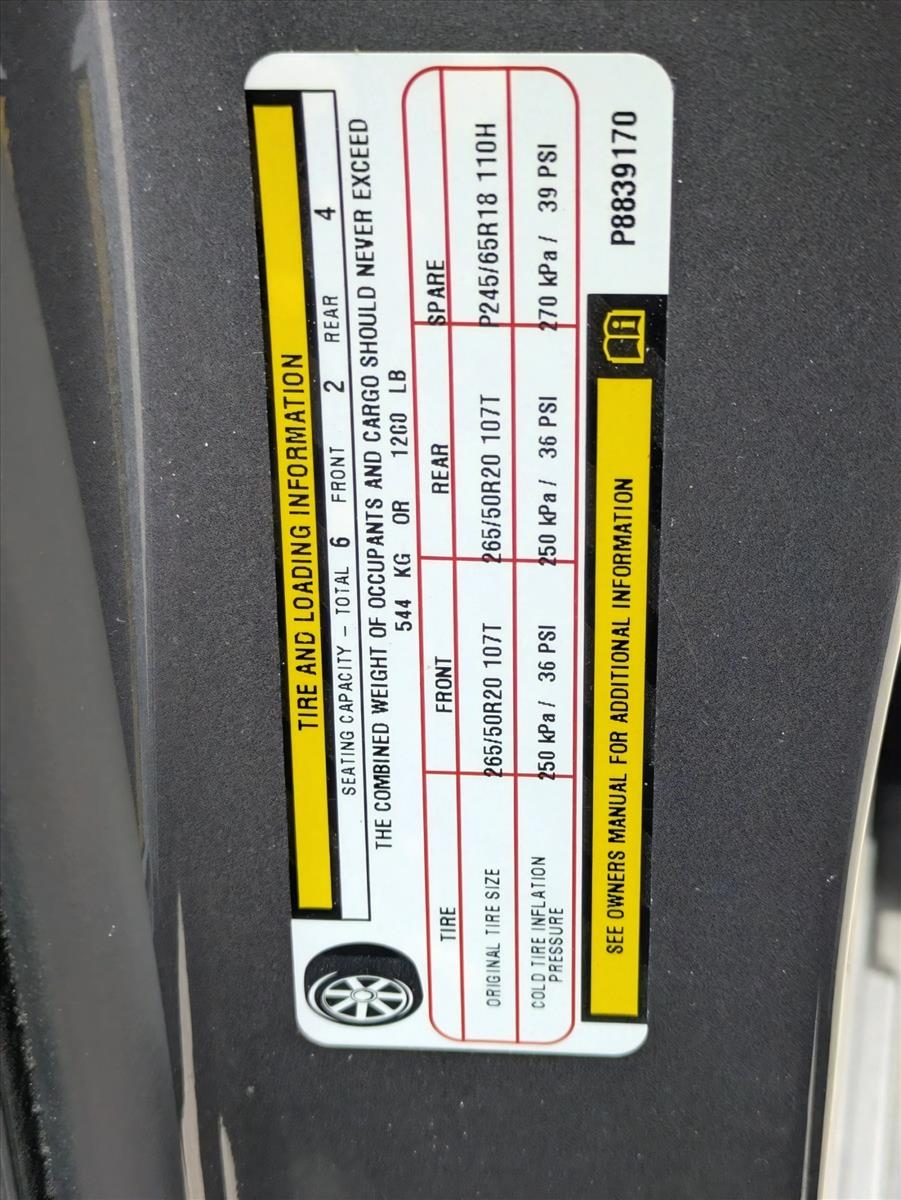 TIRE AND LOADING INFORMATION
SEATING CAPACITY – TOTAL 6 FRONT 2 REAR 4
THE COMBINED WEIGHT OF OCCUPANTS AND CARGO SHOULD NEVER EXCEED
544 KG OR 1200 LB
TIRE FRONT REAR SPARE
ORIGINAL TIRE SIZE 265/50R20 107T 265/50R20 107T P245/65R18 110H
COLD TIRE INFLATION PRESSURE 250 kPa / 36 PSI 250 kPa / 36 PSI 270 kPa / 39 PSI
SEE OWNERS MANUAL FOR ADDITIONAL INFORMATION
P8839170